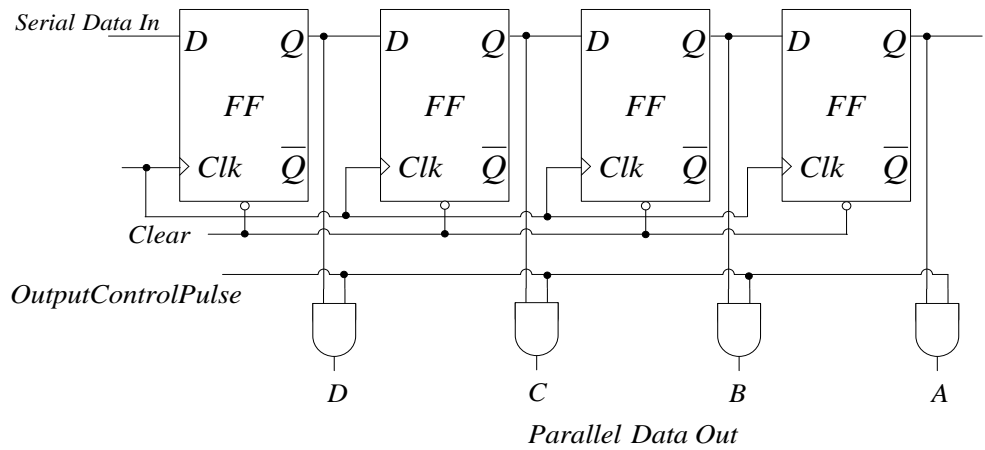 Serial Data In
D Q D Q D Q D Q
FF FF FF FF
Clk Q̅ Clk Q̅ Clk Q̅ Clk Q̅
Clear
OutputControlPulse
D C B A
Parallel Data Out